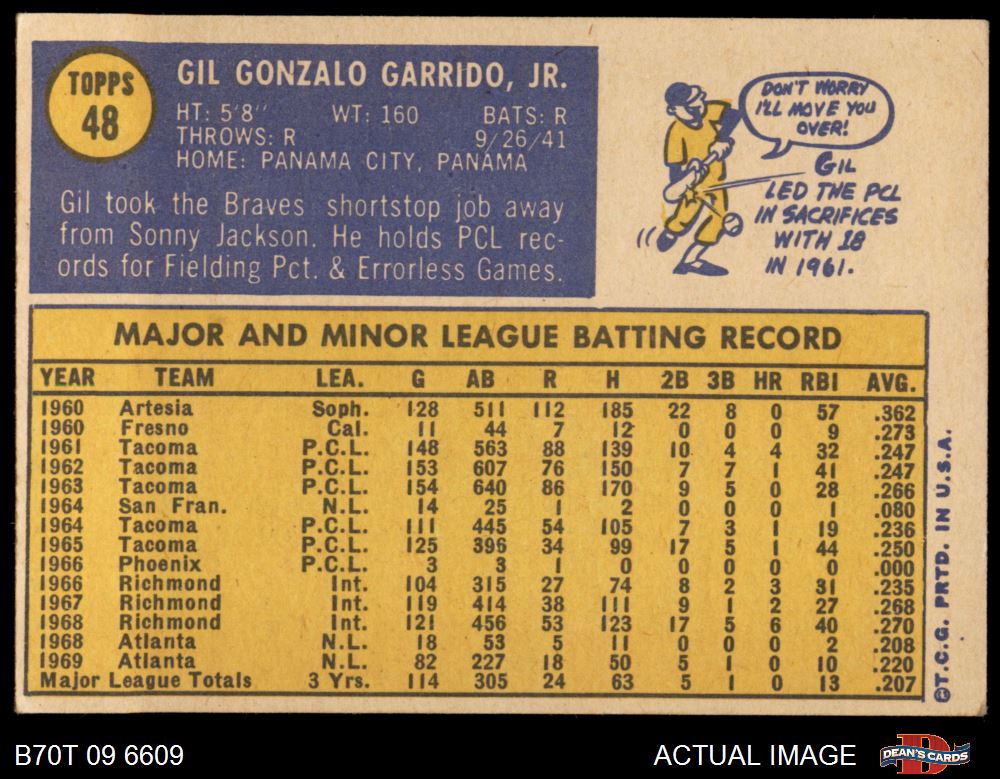 TOPPS
48
GIL GONZALO GARRIDO, JR.
HT: 5'8" WT: 160 BATS: R
THROWS: R 9/26/41
HOME: PANAMA CITY, PANAMA
Gil took the Braves shortstop job away
from Sonny Jackson. He holds PCL rec-
ords for Fielding Pct. & Errorless Games.
DON'T WORRY
I'LL MOVE YOU
OVER!
GIL
LED THE PCL
IN SACRIFICES
WITH 18
IN 1961.
MAJOR AND MINOR LEAGUE BATTING RECORD
YEAR TEAM LEA. G AB R H 2B 3B HR RBI AVG.
1960 Artesia Soph. 128 511 112 185 22 8 0 57 .362
1960 Fresno Cal. 11 44 7 12 0 0 0 9 .273
1961 Tacoma P.C.L. 148 563 88 139 10 4 4 32 .247
1962 Tacoma P.C.L. 153 607 76 150 7 7 1 41 .247
1963 Tacoma P.C.L. 154 640 86 170 9 5 0 28 .266
1964 San Fran. N.L. 14 25 1 2 0 0 0 1 .080
1964 Tacoma P.C.L. 111 445 54 105 7 3 1 19 .236
1965 Tacoma P.C.L. 125 396 34 99 17 5 1 44 .250
1966 Phoenix P.C.L. 3 3 1 0 0 0 0 0 .000
1966 Richmond Int. 104 315 27 74 8 2 3 31 .235
1967 Richmond Int. 119 414 38 111 9 1 2 27 .268
1968 Richmond Int. 121 456 53 123 17 5 6 40 .270
1968 Atlanta N.L. 18 53 5 11 0 0 0 2 .208
1969 Atlanta N.L. 82 227 18 50 5 1 0 10 .220
Major League Totals 3 Yrs. 114 305 24 63 5 1 0 13 .207
©T.C.G. PRTD. IN U.S.A.
B70T 09 6609
ACTUAL IMAGE
DEAN'S CARDS